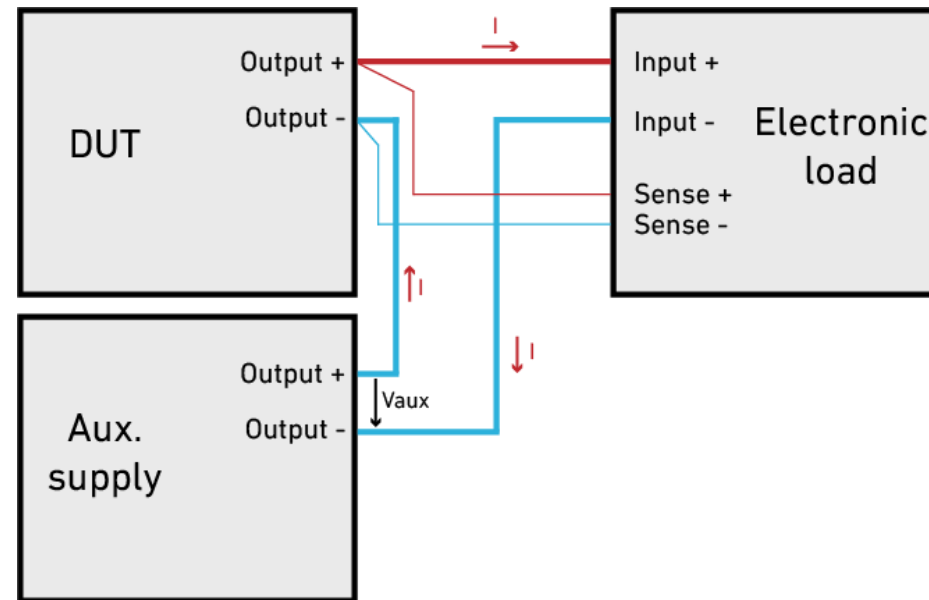 I
Output +
Input +
Output -
Input -
DUT
Electronic
load
Sense +
Sense -
I
I
Output +
Vaux
Output -
Aux.
supply